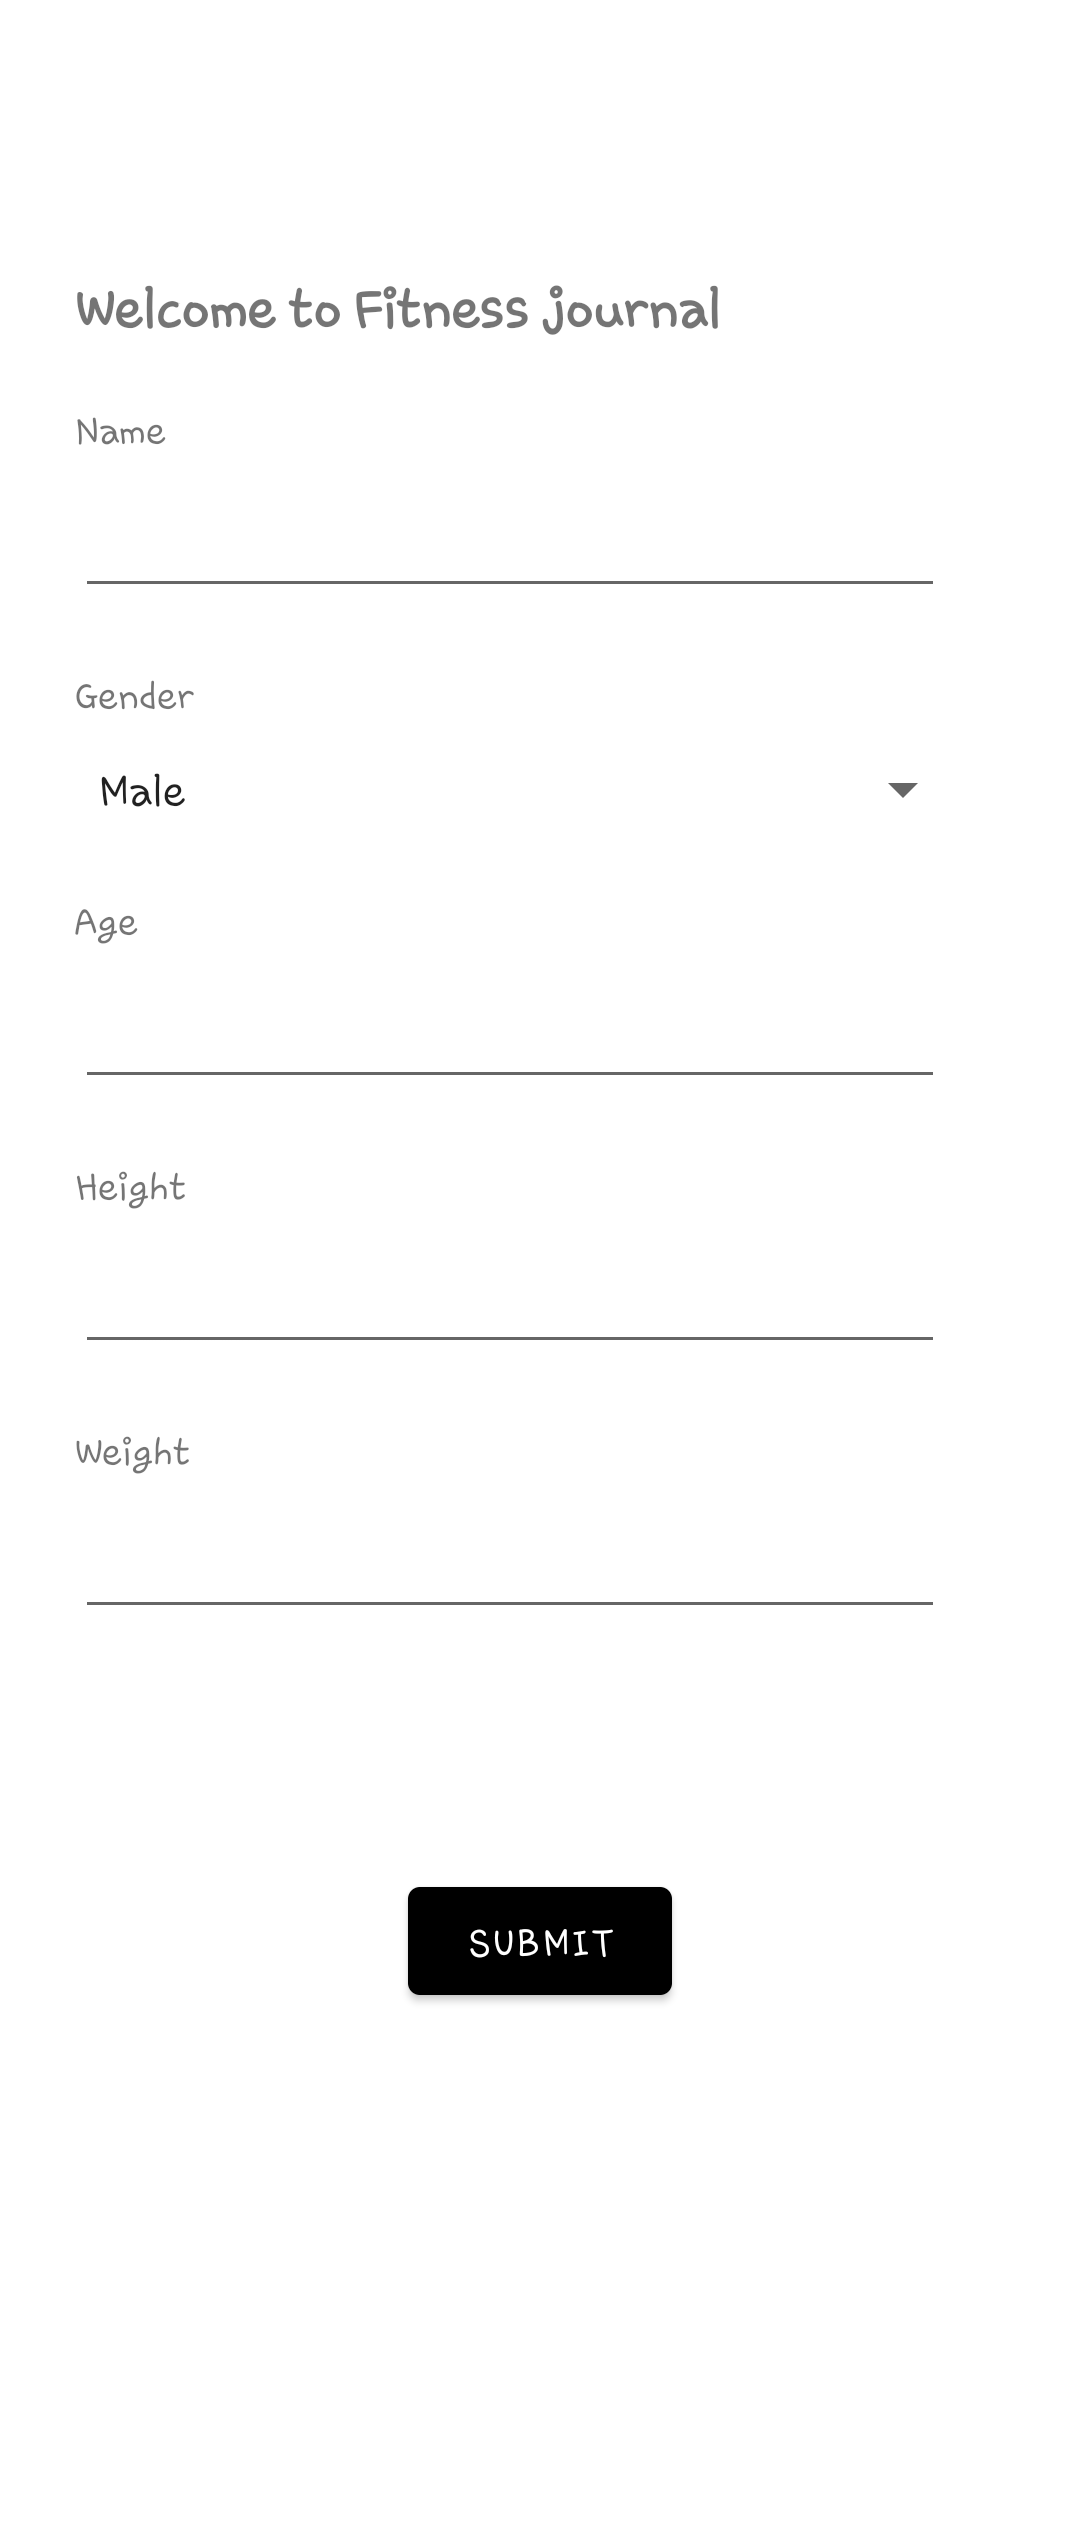 Welcome to Fitness journal
Name
Gender
Male
Age
Height
Weight
SUBMIT